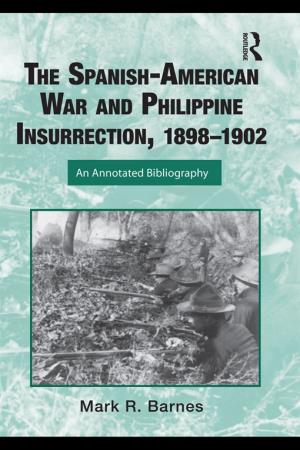 ROUTLEDGE
THE SPANISH-AMERICAN
WAR AND PHILIPPINE
INSURRECTION, 1898–1902
An Annotated Bibliography
Mark R. Barnes